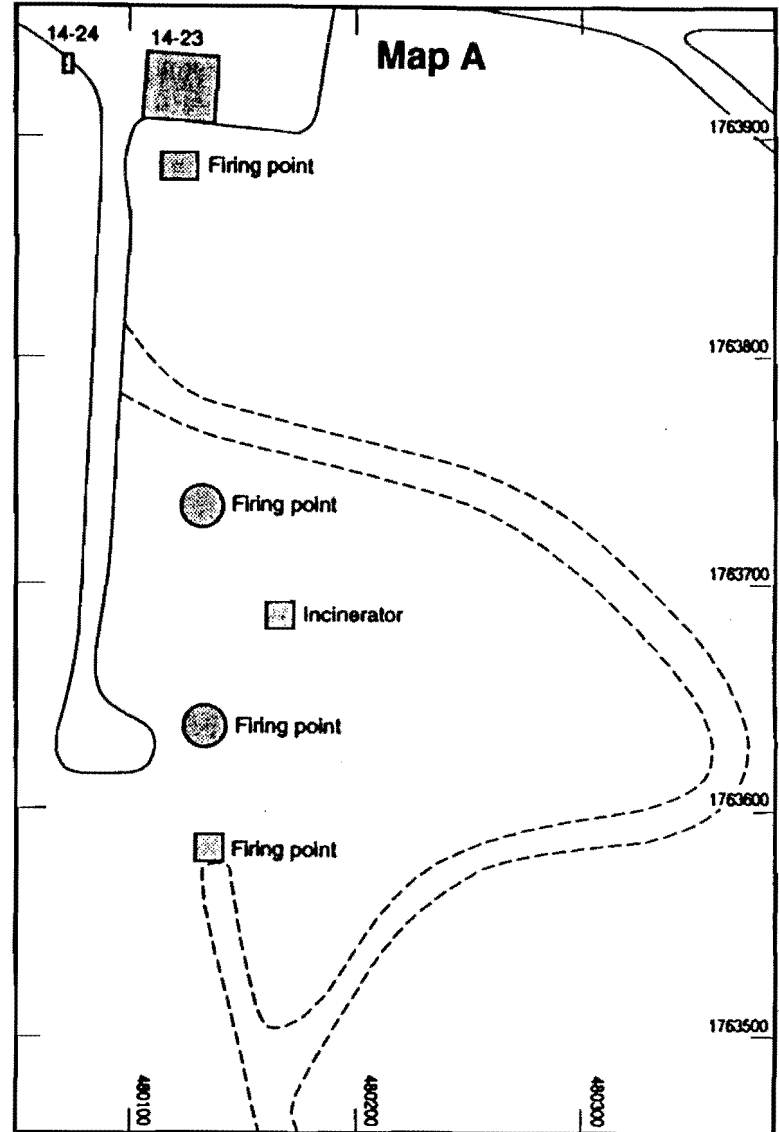 14-24
14-23
Map A
1763900
Firing point
1763800
Firing point
1763700
Incinerator
Firing point
1763600
Firing point
1763500
480100
480200
480300